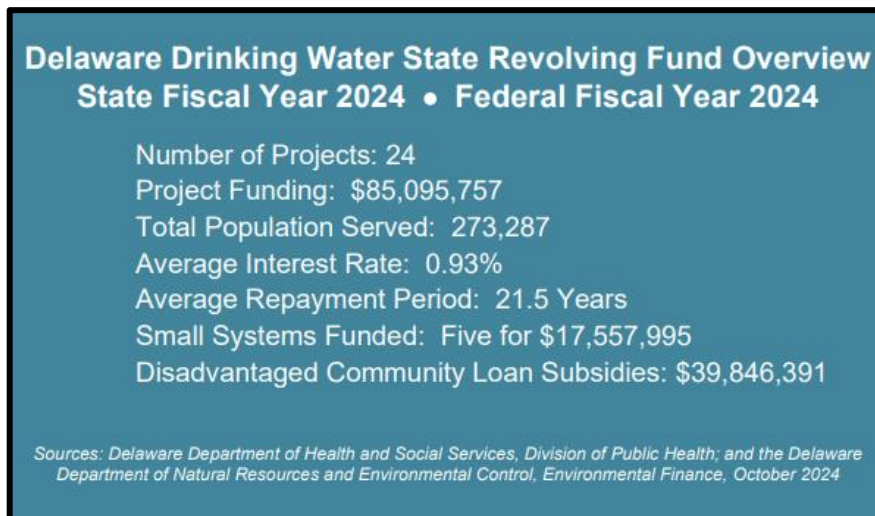 Delaware Drinking Water State Revolving Fund Overview
State Fiscal Year 2024 ● Federal Fiscal Year 2024
Number of Projects: 24
Project Funding: $85,095,757
Total Population Served: 273,287
Average Interest Rate: 0.93%
Average Repayment Period: 21.5 Years
Small Systems Funded: Five for $17,557,995
Disadvantaged Community Loan Subsidies: $39,846,391
Sources: Delaware Department of Health and Social Services, Division of Public Health; and the Delaware
Department of Natural Resources and Environmental Control, Environmental Finance, October 2024